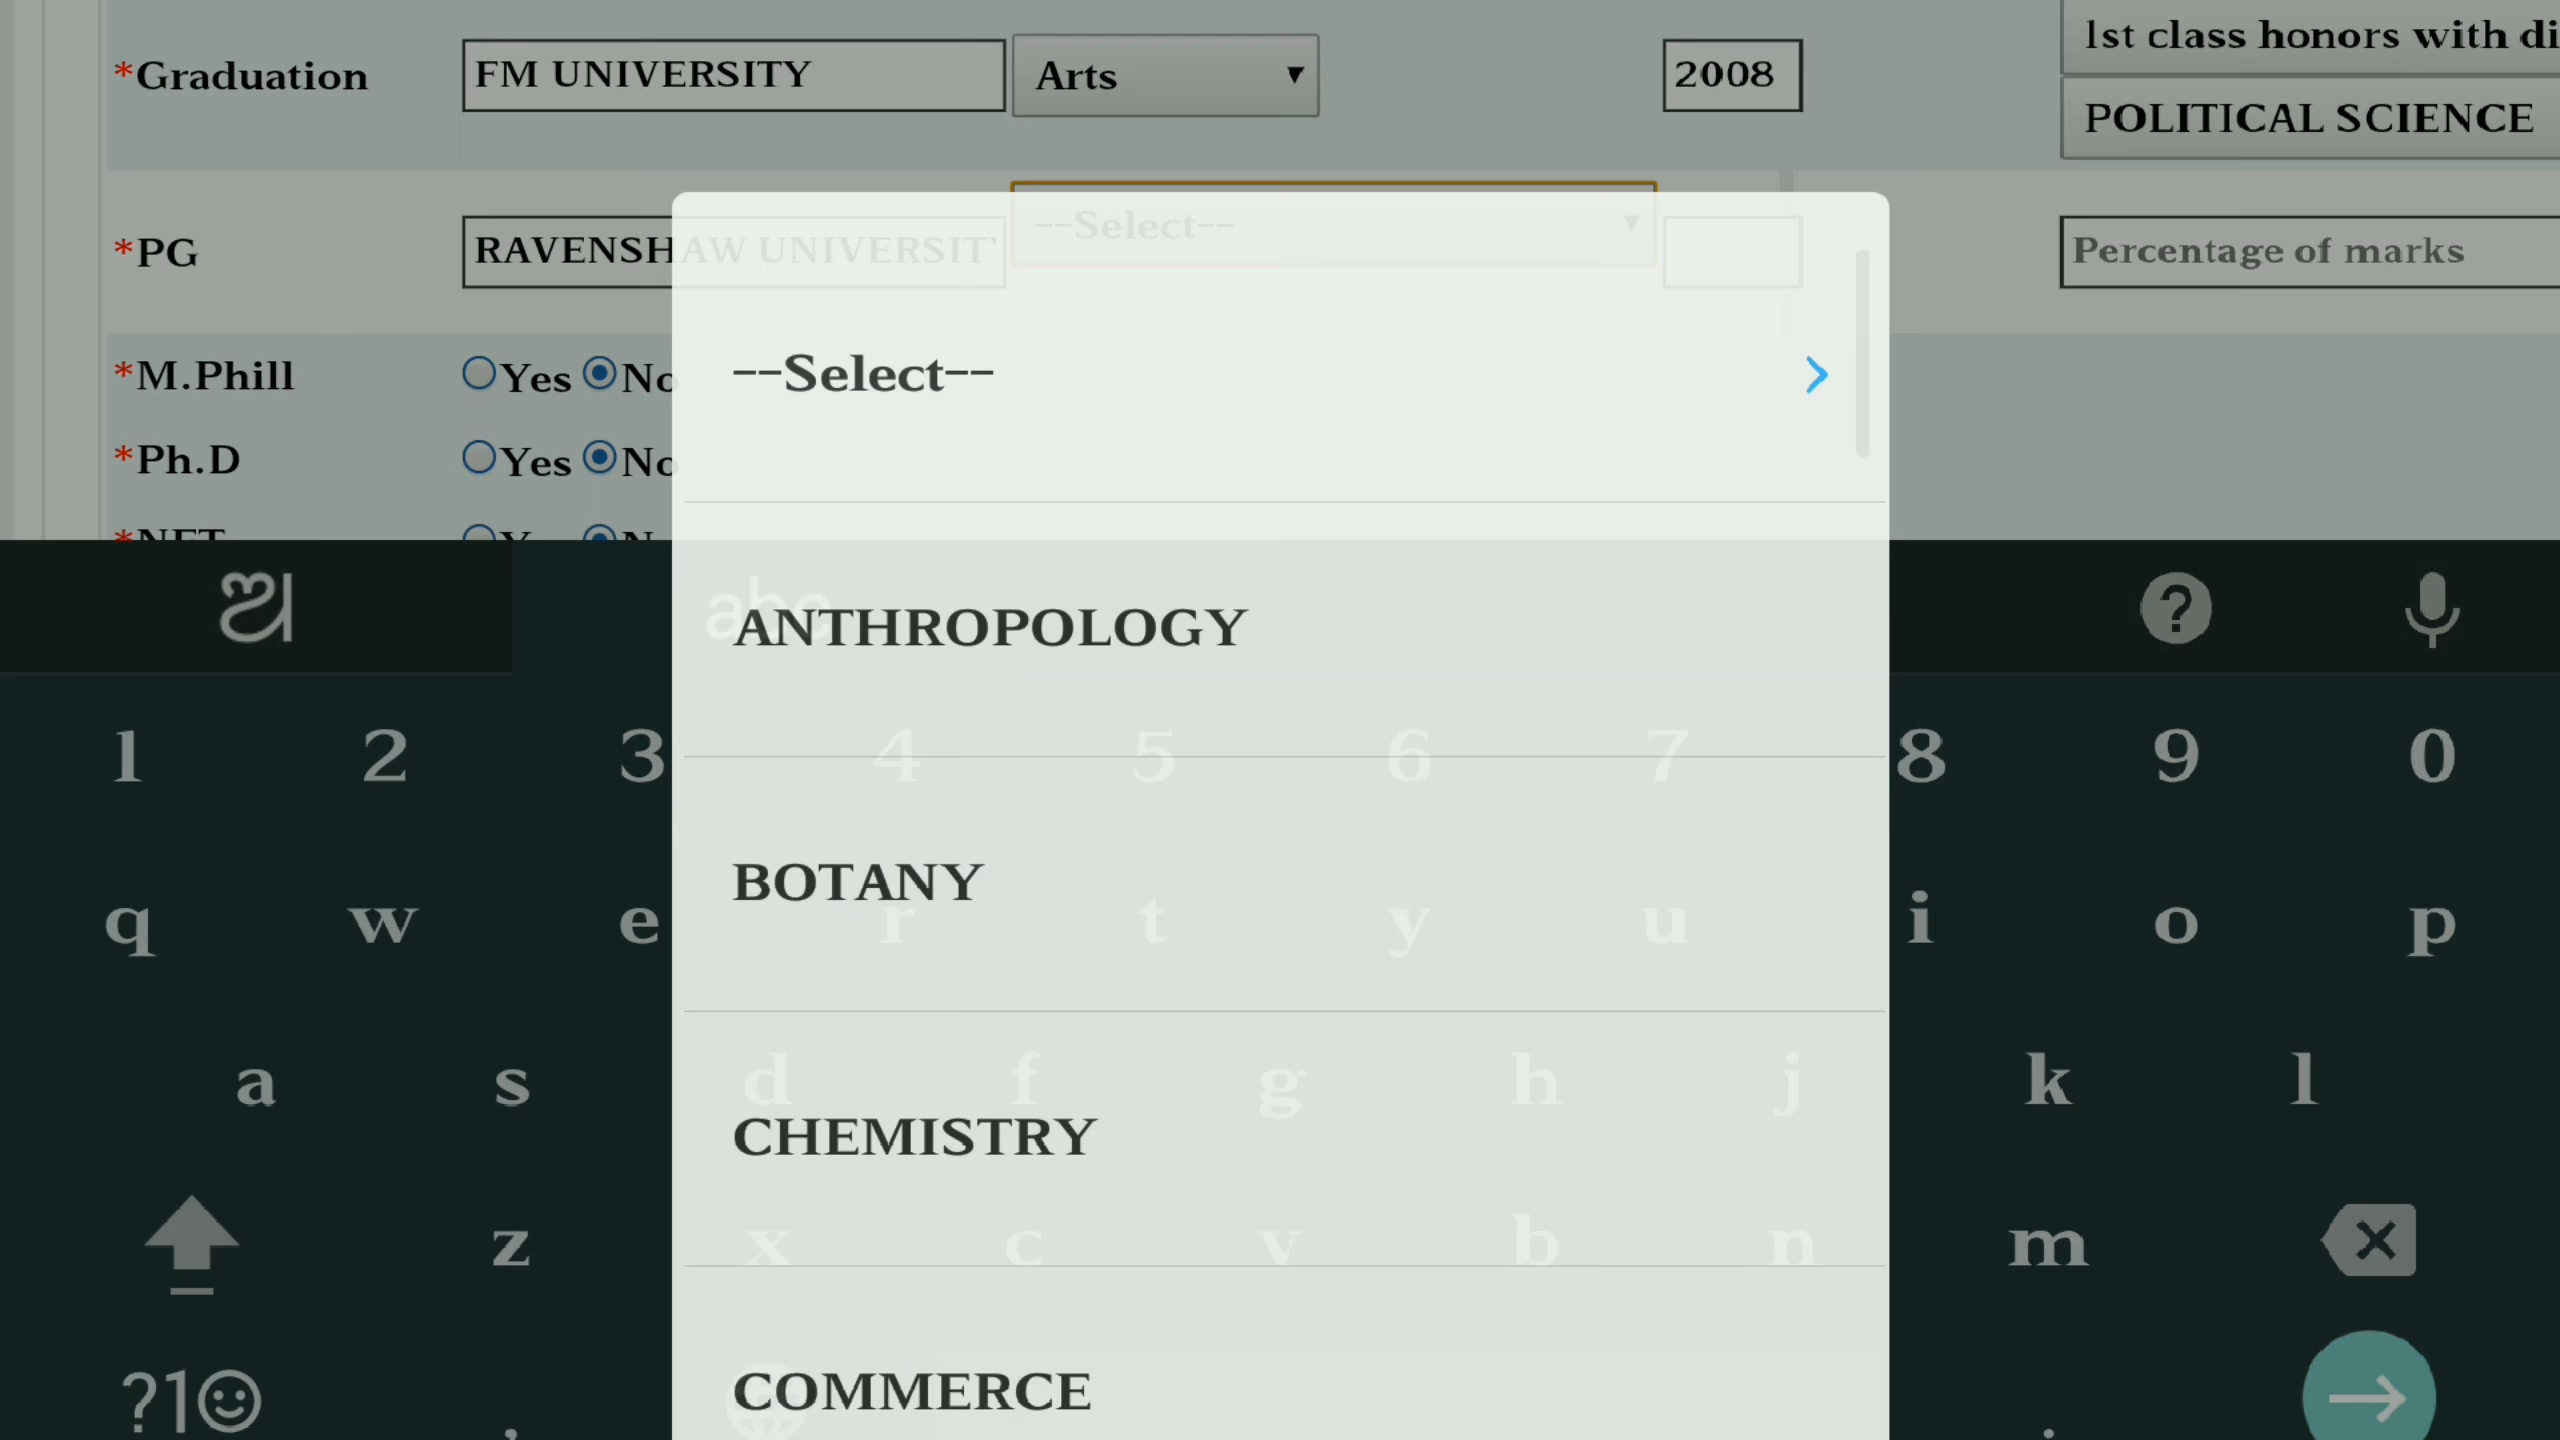 1st class honors with di
*Graduation FM UNIVERSITY Arts 2008
POLITICAL SCIENCE
--Select--
*PG RAVENSHAW UNIVERSIT Percentage of marks
--Select--
*M.Phill Yes No
*Ph.D Yes No
*NET Y N
ଅ abc
ANTHROPOLOGY
1 2 3 4 5 6 7 8 9 0
BOTANY
q w e r t y u i o p
a s d f g h j k l
CHEMISTRY
z x c v b n m
COMMERCE
?1 , .